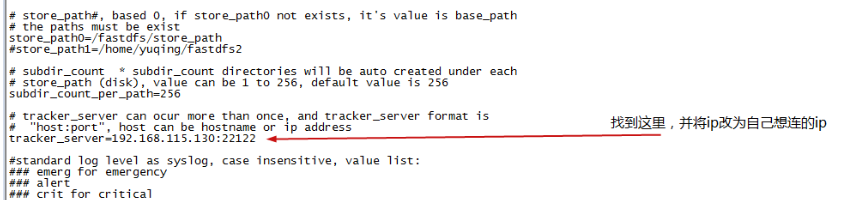 # store_path#, based 0, if store_path0 not exists, it's value is base_path
# the paths must be exist
store_path0=/fastdfs/store_path
#store_path1=/home/yuqing/fastdfs2

# subdir_count  * subdir_count directories will be auto created under each
# store_path (disk), value can be 1 to 256, default value is 256
subdir_count_per_path=256

# tracker_server can ocur more than once, and tracker_server format is
#  "host:port", host can be hostname or ip address
tracker_server=192.168.115.130:22122
找到这里，并将ip改为自己想连的ip

#standard log level as syslog, case insensitive, value list:
### emerg for emergency
### alert
### crit for critical